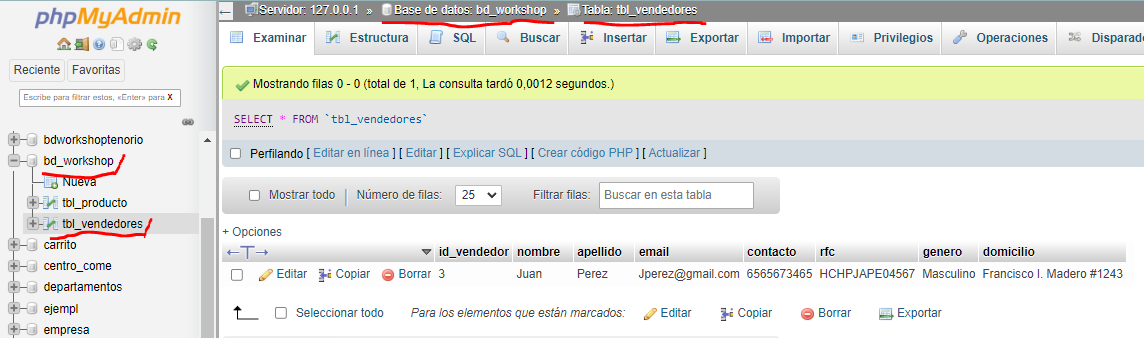 phpMyAdmin
Reciente Favoritas
Escribe para filtrar estos, «Enter» para X
bdworkshoptenorio
bd_workshop
Nueva
tbl_producto
tbl_vendedores
carrito
centro_come
departamentos
ejempl
empresa
Servidor: 127.0.0.1 » Base de datos: bd_workshop » Tabla: tbl_vendedores
Examinar Estructura SQL Buscar Insertar Exportar Importar Privilegios Operaciones Disparado
Mostrando filas 0 - 0 (total de 1, La consulta tardó 0,0012 segundos.)
SELECT * FROM `tbl_vendedores`
Perfilando [ Editar en línea ] [ Editar ] [ Explicar SQL ] [ Crear código PHP ] [ Actualizar ]
Mostrar todo Número de filas: 25 Filtrar filas: Buscar en esta tabla
+ Opciones
←T→ id_vendedor nombre apellido email contacto rfc genero domicilio
Editar Copiar Borrar 3 Juan Perez Jperez@gmail.com 6565673465 HCHPJAPE04567 Masculino Francisco I. Madero #1243
Seleccionar todo Para los elementos que están marcados: Editar Copiar Borrar Exportar